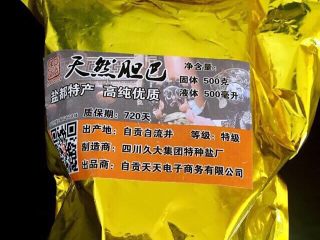 天然胆巴
盐都特产 高纯优质
净含量：
固体 500克
液体 500毫升
质保期：720天
出产地：自贡自流井 等级：特级
制造商：四川久大集团特种盐厂
出品商：自贡天天电子商务有限公司